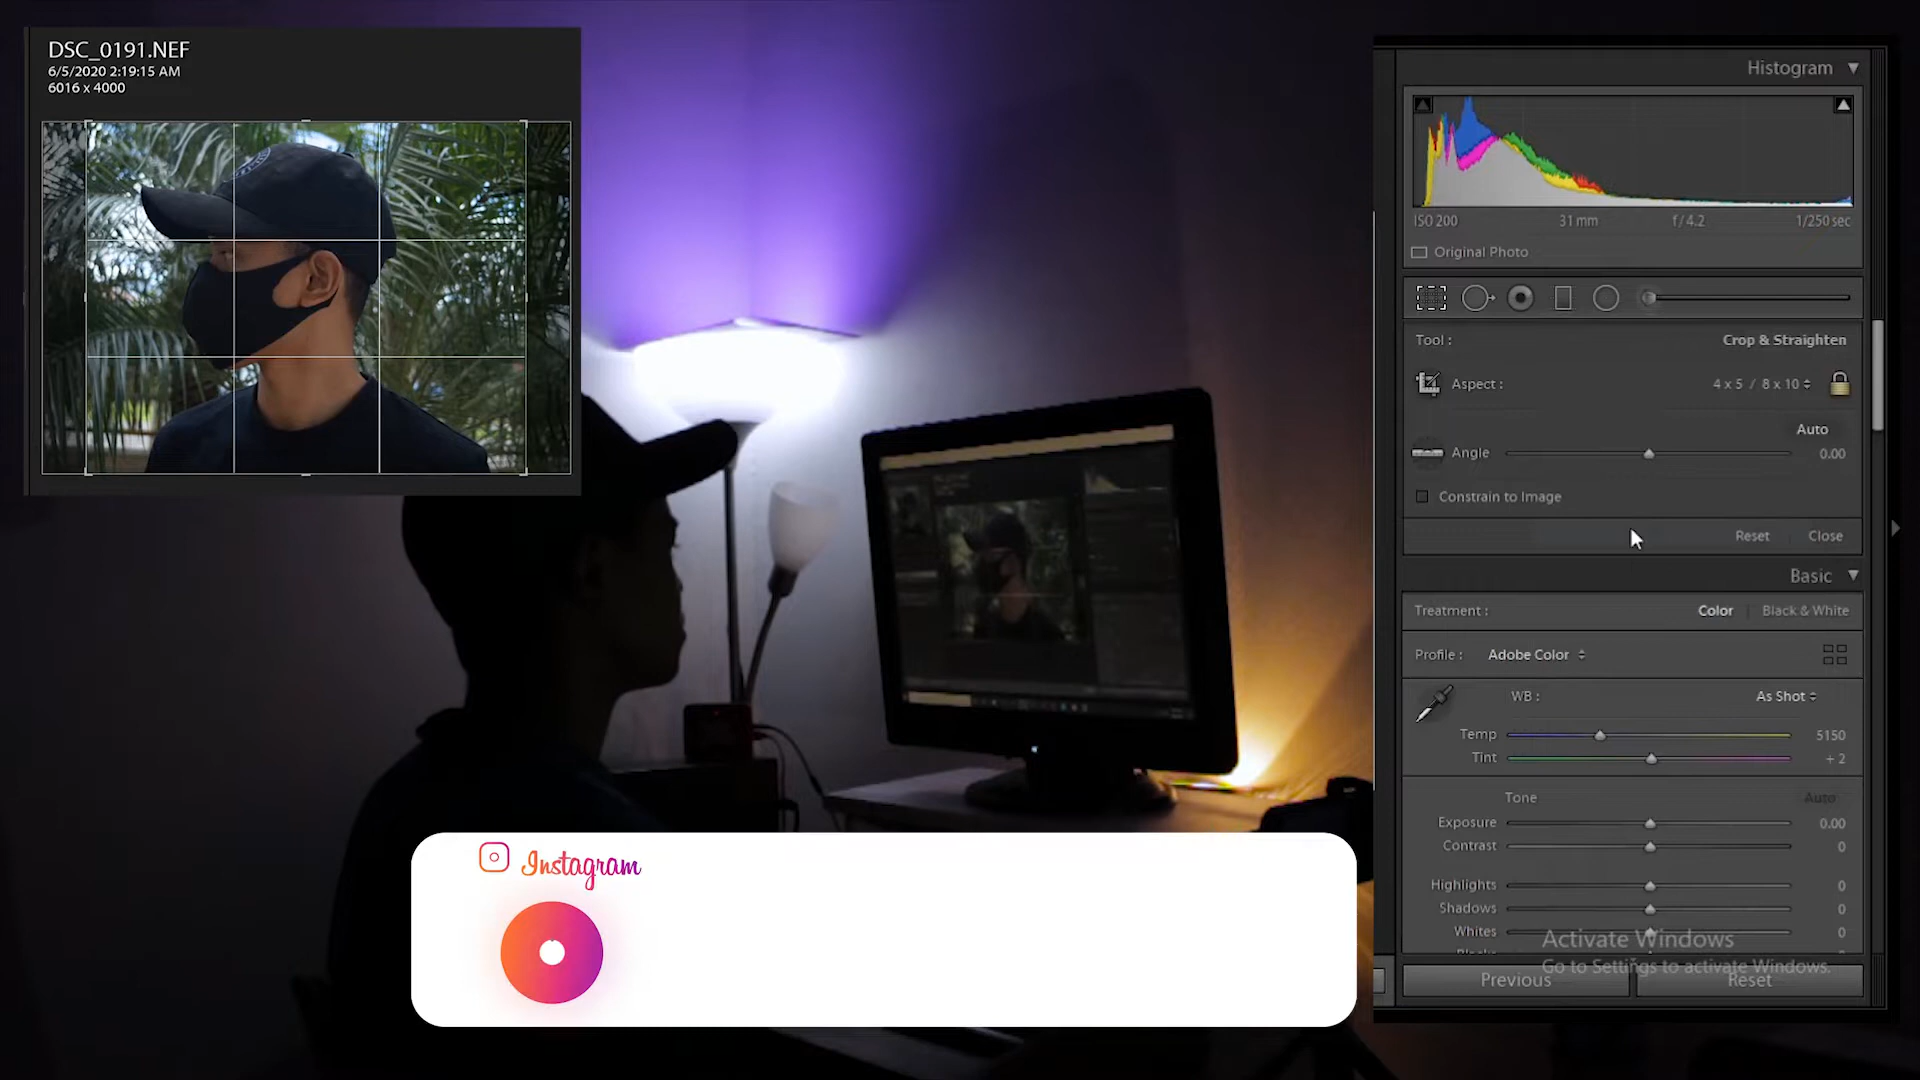 DSC_0191.NEF
6/5/2020 2:19:15 AM
6016 x 4000
Histogram
ISO 200 31 mm f / 4.2 1/250 sec
Original Photo
Tool : Crop & Straighten
Aspect : 4 x 5 / 8 x 10
Auto
Angle 0.00
Constrain to Image
Reset Close
Basic
Treatment : Color Black & White
Profile : Adobe Color
WB : As Shot
Temp 5150
Tint + 2
Tone Auto
Exposure 0.00
Contrast 0
Highlights 0
Shadows 0
Whites 0
Activate Windows
Go to Settings to activate Windows.
Previous Reset
Instagram